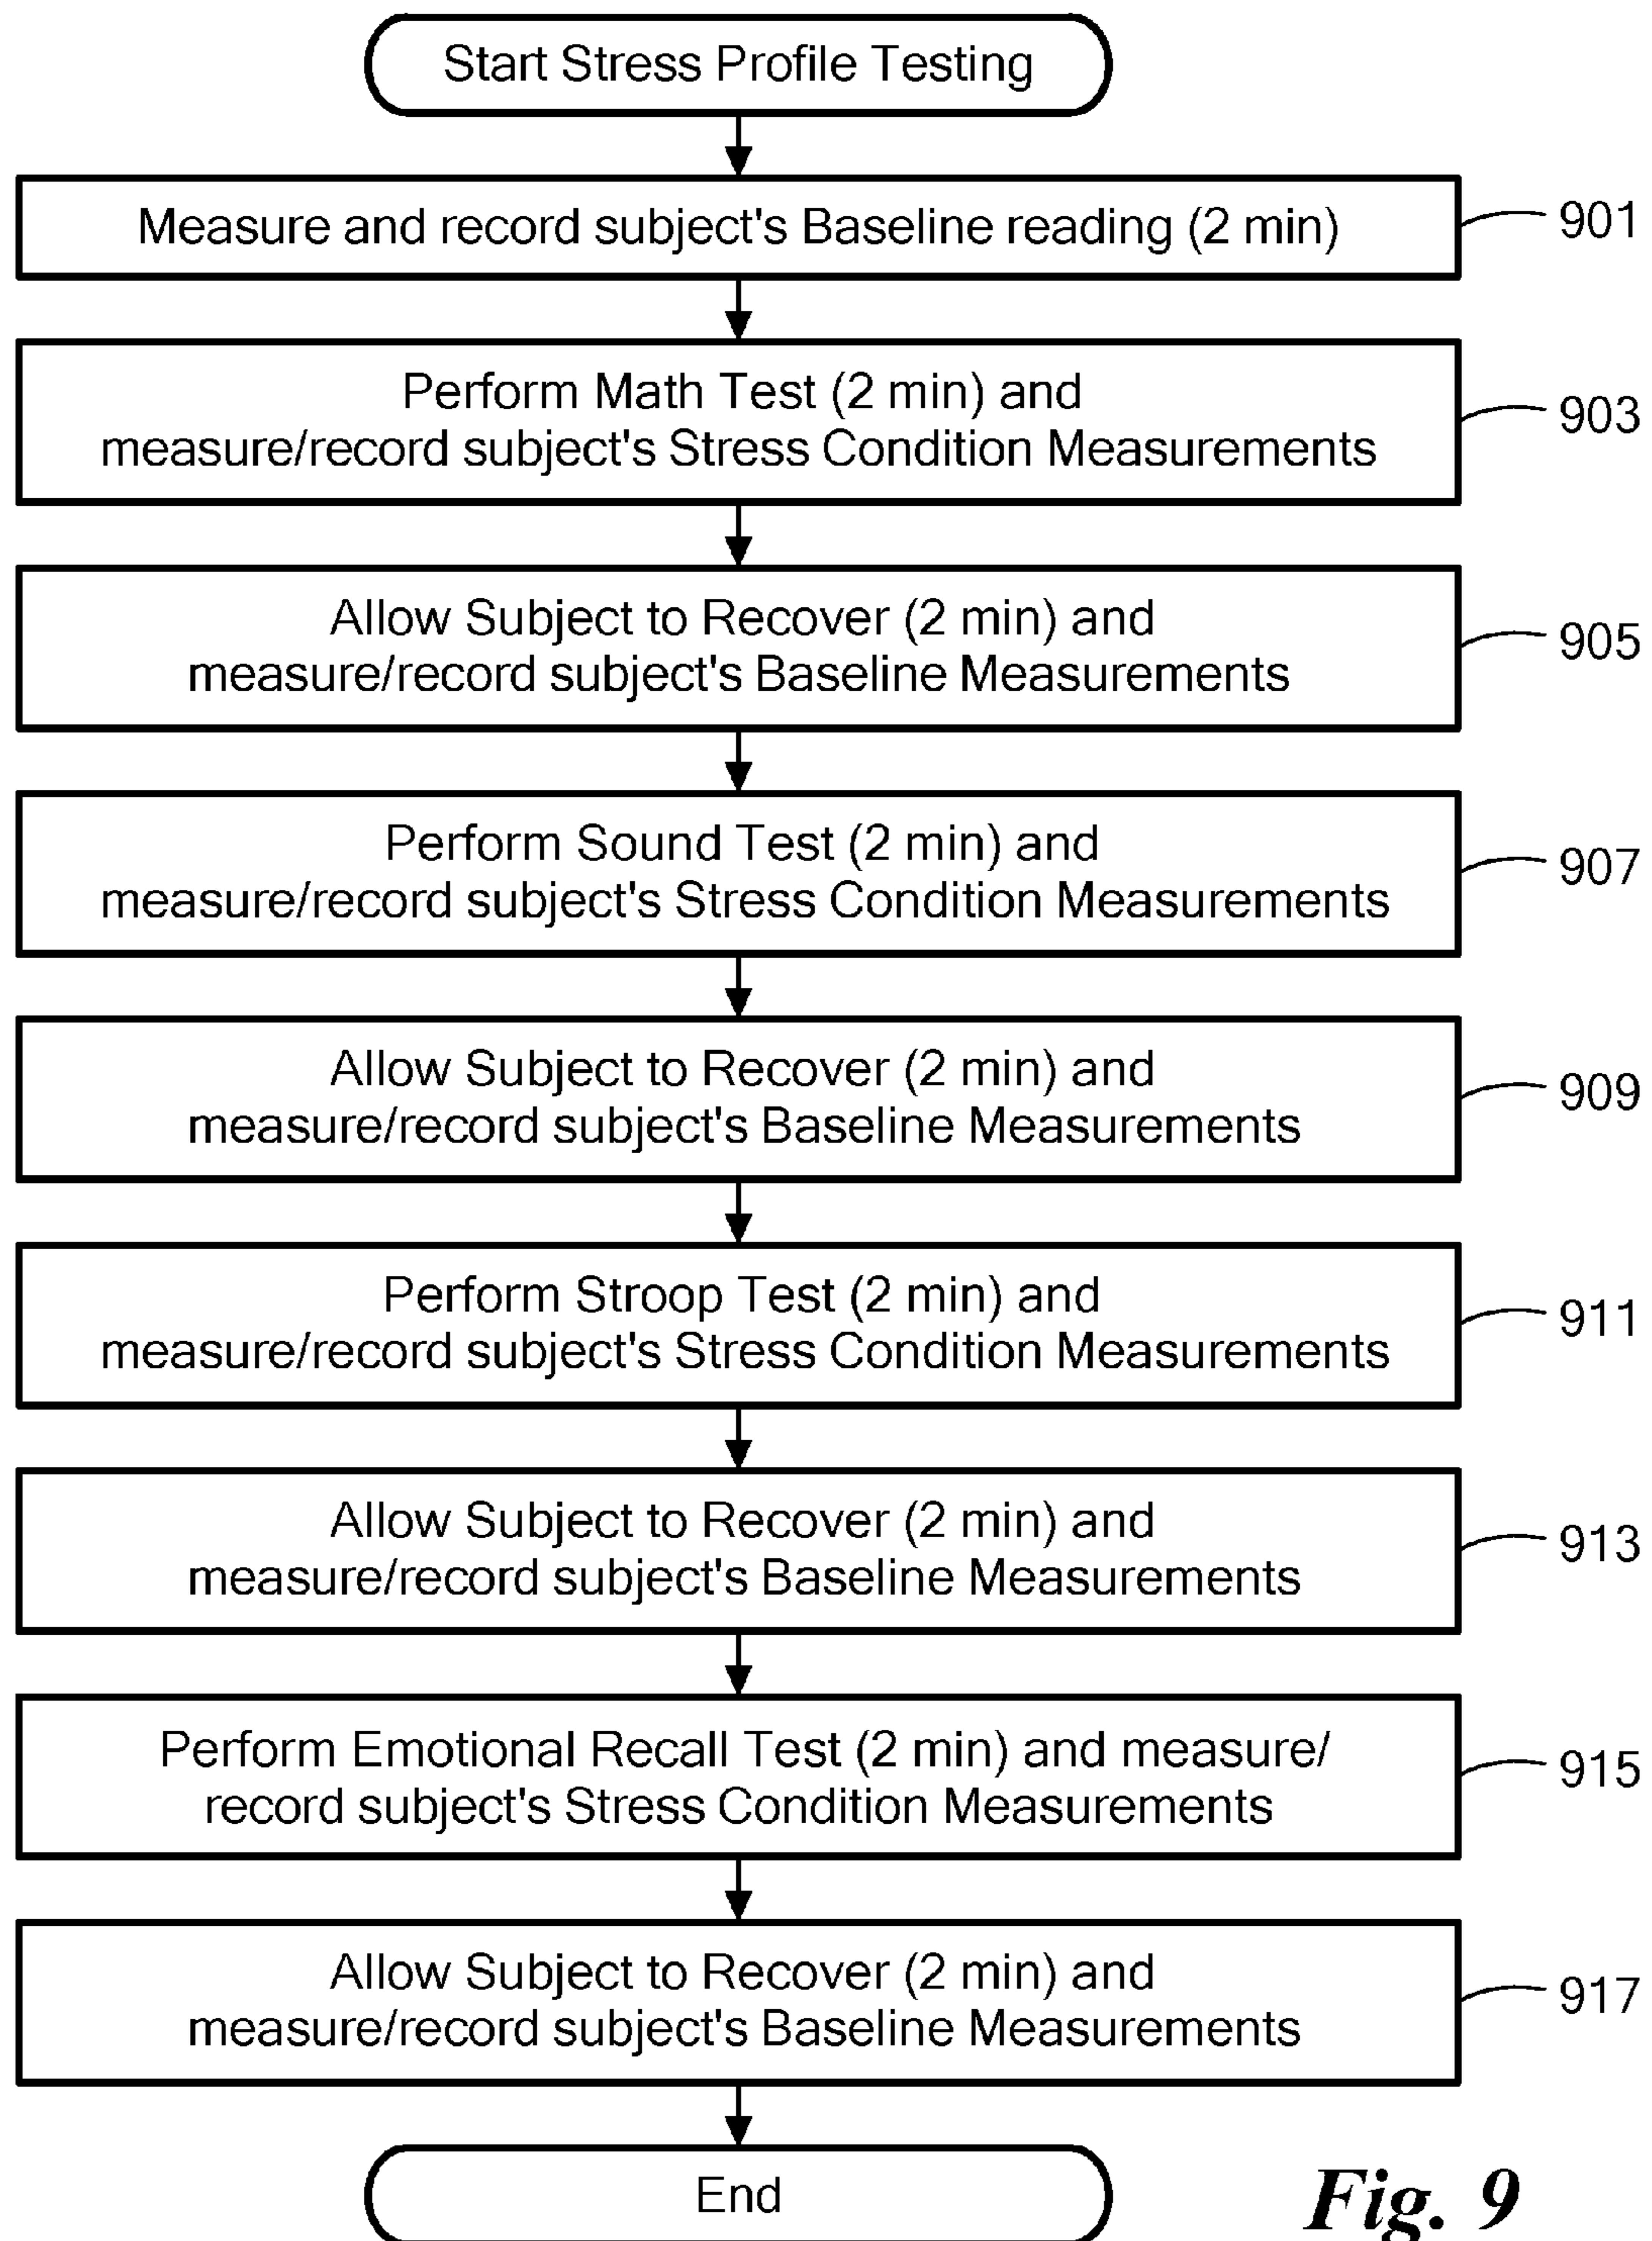 Start Stress Profile Testing
Measure and record subject's Baseline reading (2 min)
901
Perform Math Test (2 min) and
measure/record subject's Stress Condition Measurements
903
Allow Subject to Recover (2 min) and
measure/record subject's Baseline Measurements
905
Perform Sound Test (2 min) and
measure/record subject's Stress Condition Measurements
907
Allow Subject to Recover (2 min) and
measure/record subject's Baseline Measurements
909
Perform Stroop Test (2 min) and
measure/record subject's Stress Condition Measurements
911
Allow Subject to Recover (2 min) and
measure/record subject's Baseline Measurements
913
Perform Emotional Recall Test (2 min) and measure/
record subject's Stress Condition Measurements
915
Allow Subject to Recover (2 min) and
measure/record subject's Baseline Measurements
917
End
Fig. 9